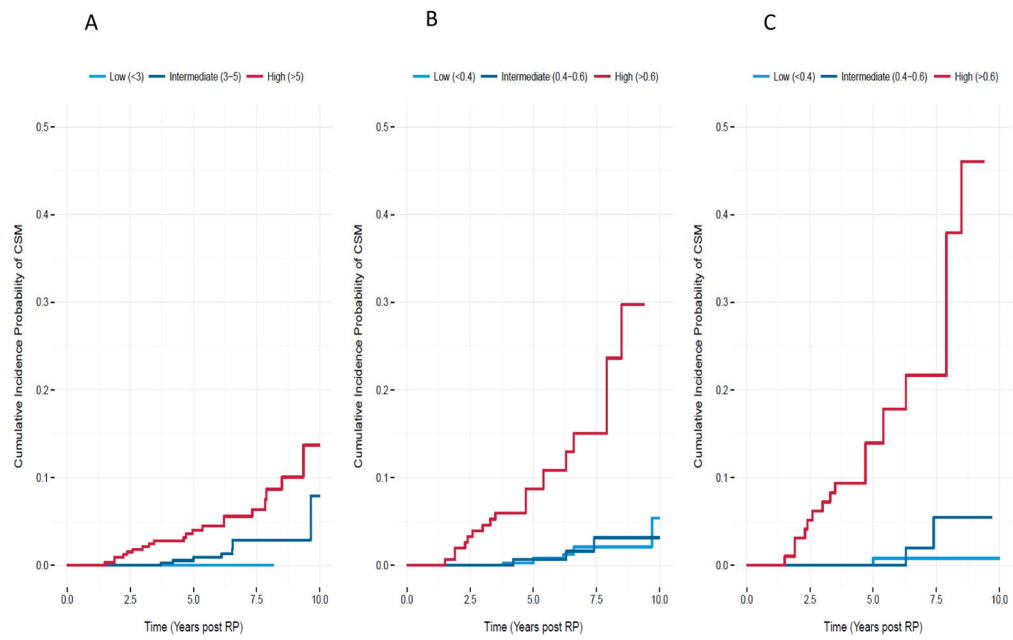 A
B
C
Low (<3) Intermediate (3–5) High (>5)
Low (<0.4) Intermediate (0.4–0.6) High (>0.6)
Low (<0.4) Intermediate (0.4–0.6) High (>0.6)
Cumulative Incidence Probability of CSM
0.5
0.4
0.3
0.2
0.1
0.0
0.0 2.5 5.0 7.5 10.0
Time (Years post RP)
Cumulative Incidence Probability of CSM
0.5
0.4
0.3
0.2
0.1
0.0
0.0 2.5 5.0 7.5 10.0
Time (Years post RP)
Cumulative Incidence Probability of CSM
0.5
0.4
0.3
0.2
0.1
0.0
0.0 2.5 5.0 7.5 10.0
Time (Years post RP)